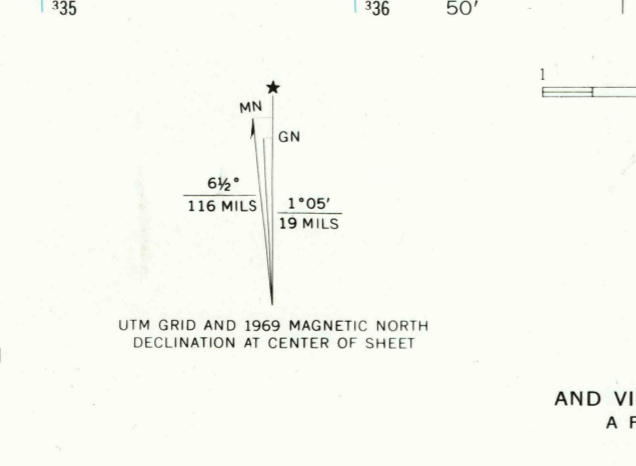 ³35 ³36 50′
1
★
MN
GN
6½°
116 MILS
1°05′
19 MILS
UTM GRID AND 1969 MAGNETIC NORTH
DECLINATION AT CENTER OF SHEET
AND VI
A F